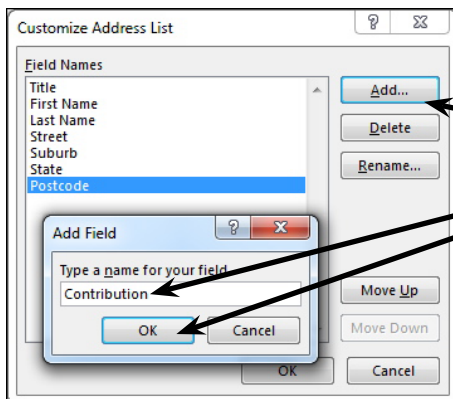 Customize Address List
Field Names
Title
First Name
Last Name
Street
Suburb
State
Postcode
Add...
Delete
Rename...
Move Up
Move Down
OK
Cancel
Add Field
Type a name for your field
Contribution
OK
Cancel